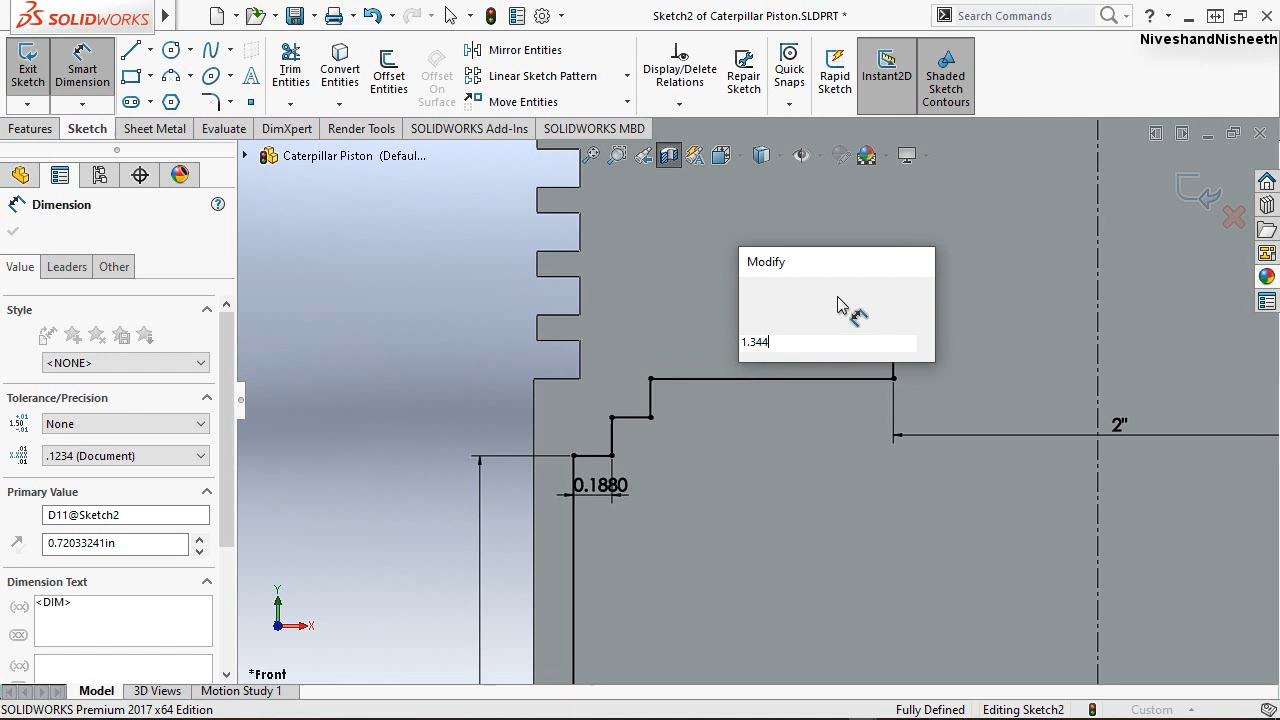 SOLIDWORKS
Sketch2 of Caterpillar Piston.SLDPRT
Search Commands
NiveshandNisheeth
Exit Sketch
Smart Dimension
Trim Entities
Convert Entities
Offset Entities
Offset On Surface
Mirror Entities
Linear Sketch Pattern
Move Entities
Display/Delete Relations
Repair Sketch
Quick Snaps
Rapid Sketch
Instant2D
Shaded Sketch Contours
Features Sketch Sheet Metal Evaluate DimXpert Render Tools SOLIDWORKS Add-Ins SOLIDWORKS MBD
Caterpillar Piston (Defaul...
Dimension
Value Leaders Other
Style
<NONE>
Tolerance/Precision
None
.1234 (Document)
Primary Value
D11@Sketch2
0.72033241in
Dimension Text
<DIM>
Modify
1.344
2"
0.1880
Y
X
*Front
Model 3D Views Motion Study 1
SOLIDWORKS Premium 2017 x64 Edition
Fully Defined
Editing Sketch2
Custom